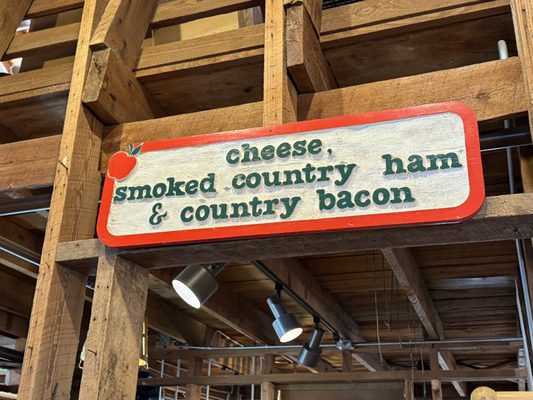 cheese,
smoked country ham
& country bacon